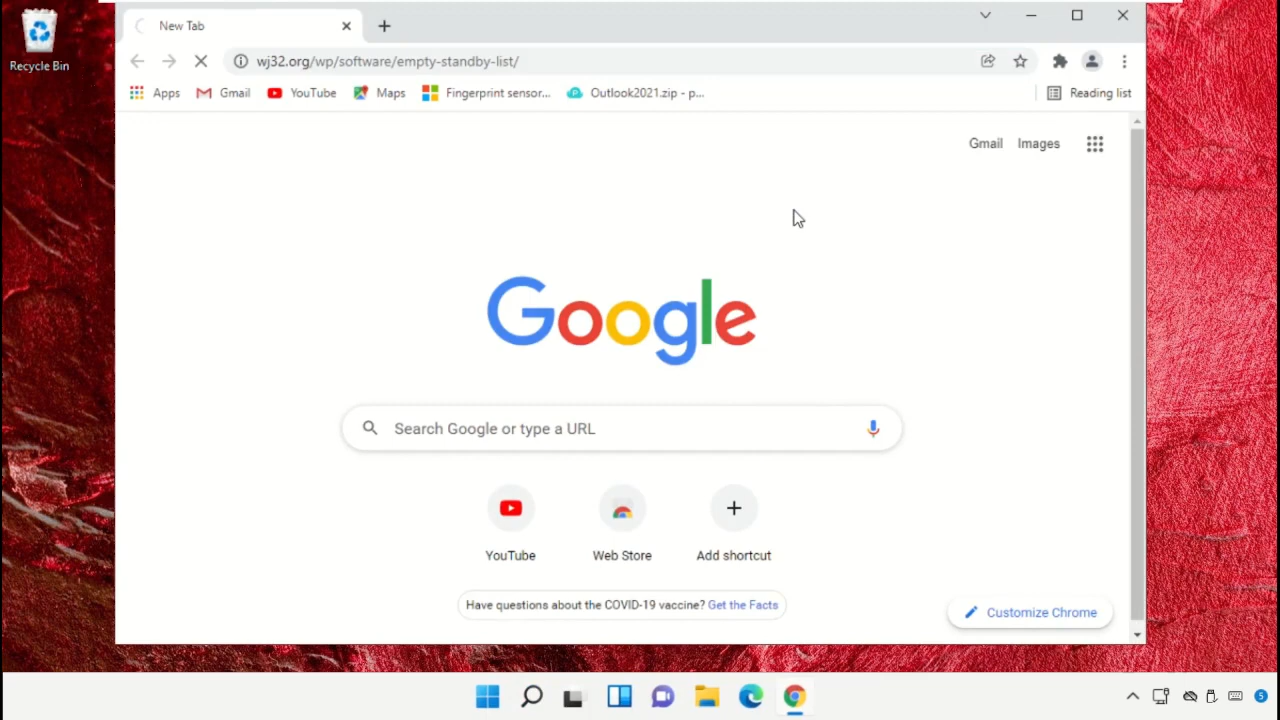 Recycle Bin
New Tab
wj32.org/wp/software/empty-standby-list/
Apps
Gmail
YouTube
Maps
Fingerprint sensor...
Outlook2021.zip - p...
Reading list
Gmail
Images
Google
Search Google or type a URL
YouTube
Web Store
Add shortcut
Have questions about the COVID-19 vaccine? Get the Facts
Customize Chrome
5